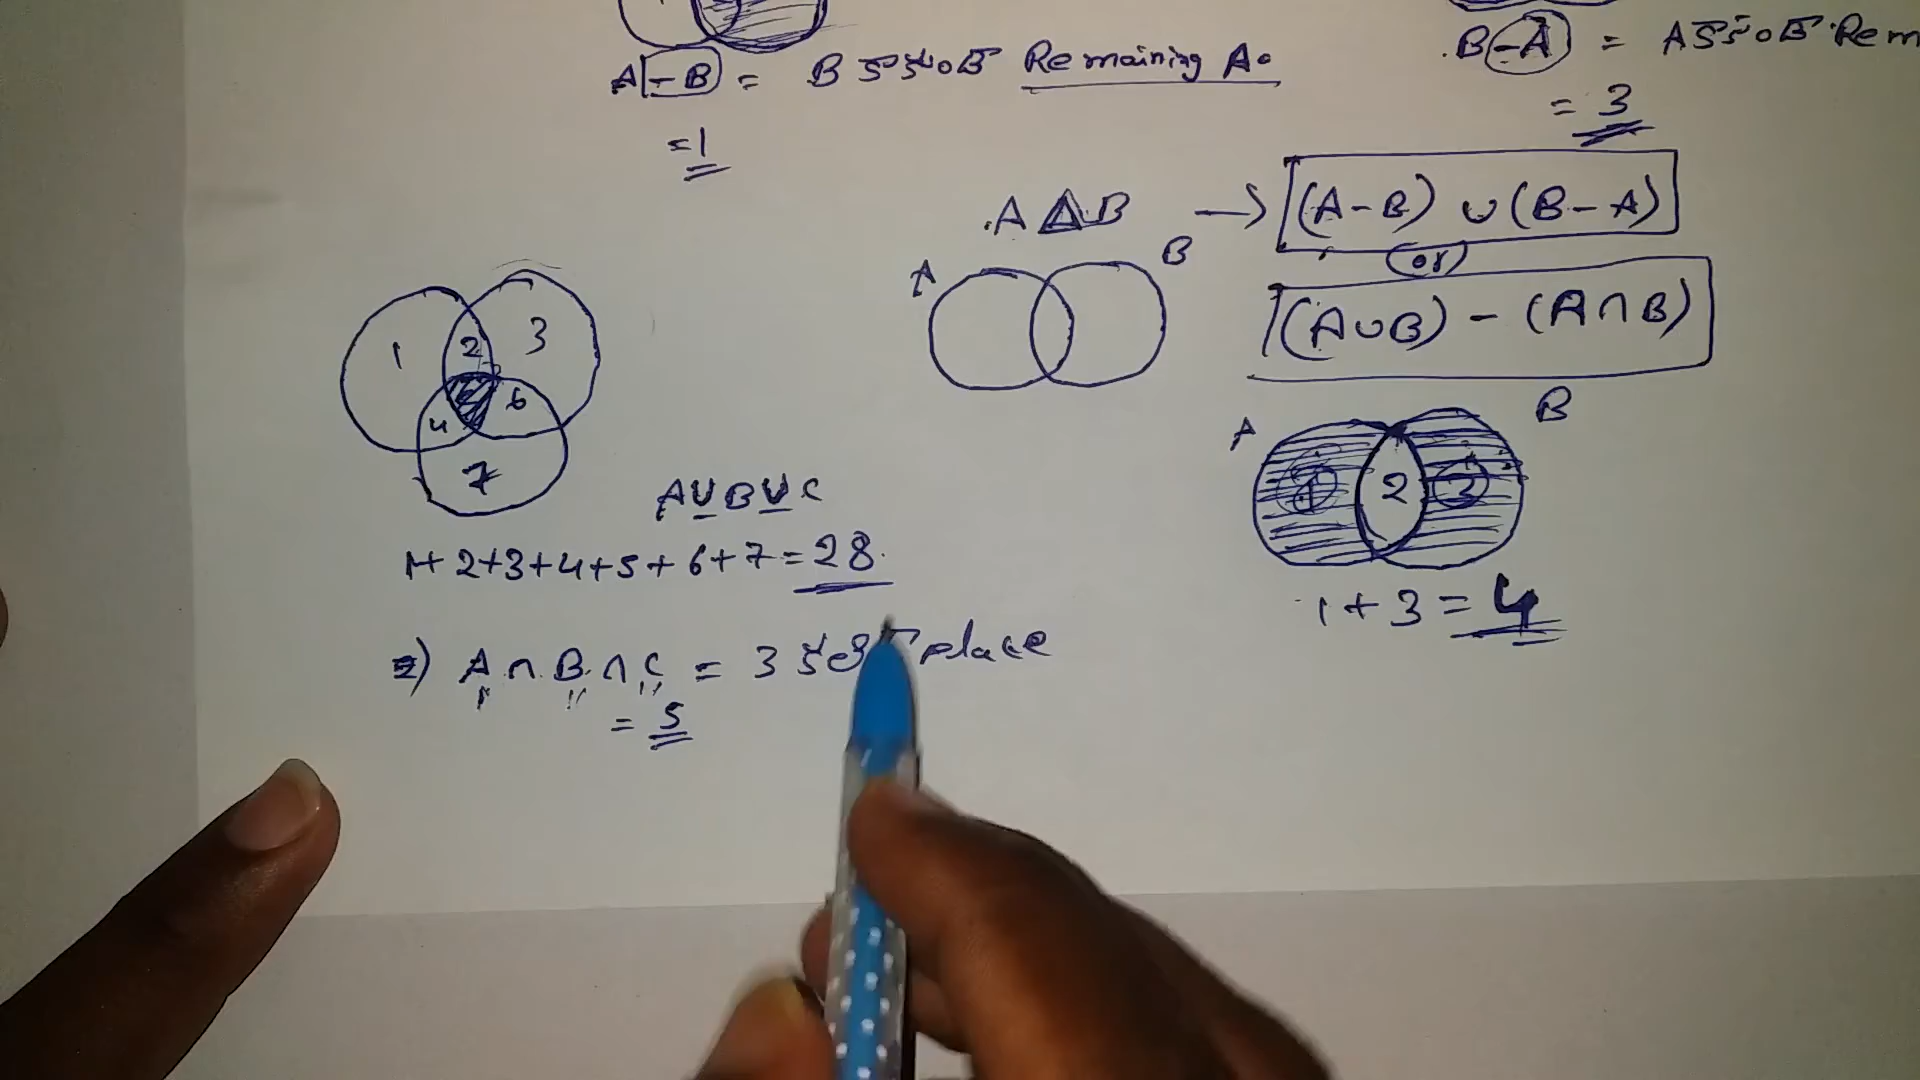 A - B = B Remaining A.
= 1
B - A = A Rem
= 3
A Δ B → (A - B) ∪ (B - A)
(or)
(A∪B) - (A∩B)
A B
1 2 3
4 6
7
A B
1 2 3
1 + 3 = 4
A∪B∪C
1+2+3+4+5+6+7=28
2) A ∩ B ∩ C = 3 place
= 5